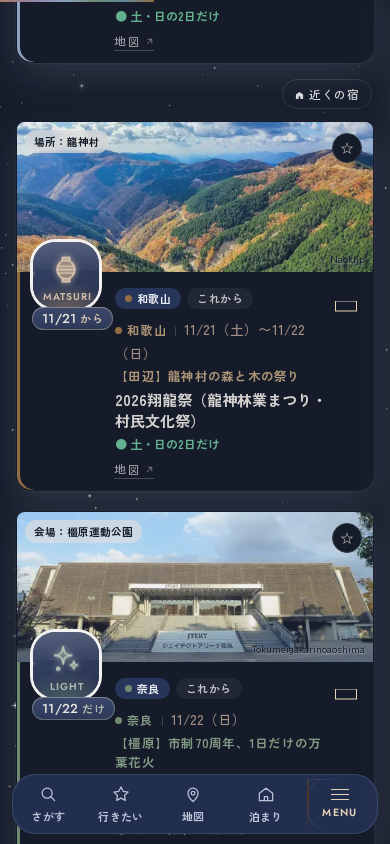 土・日の2日だけ
地図
近くの宿
場所：龍神村
Naokijp
MATSURI
11/21 から
和歌山 これから
和歌山 11/21（土）〜11/22
（日）
【田辺】龍神村の森と木の祭り
2026翔龍祭（龍神林業まつり・
村民文化祭）
土・日の2日だけ
地図
会場：橿原運動公園
JTEKT
ジェイテクトアリーナ奈良
Tokumeigakarinoaoshima
LIGHT
11/22 だけ
奈良 これから
奈良 11/22（日）
【橿原】市制70周年、1日だけの万
葉花火
さがす
行きたい
地図
泊まり
MENU